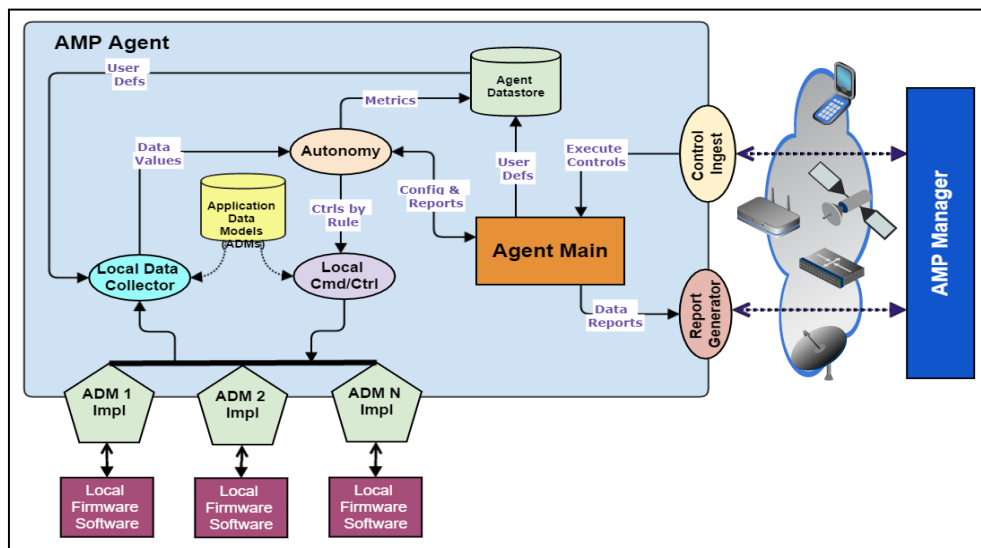 AMP Agent
User
Defs
Agent
Datastore
Metrics
Data
Values
Autonomy
User
Defs
Execute
Controls
Control
Ingest
Config &
Reports
Application
Data
Models
(ADMs)
Ctrls by
Rule
Agent Main
Local Data
Collector
Local
Cmd/Ctrl
Data
Reports
Report
Generator
AMP Manager
ADM 1
Impl
ADM 2
Impl
ADM N
Impl
Local
Firmware
Software
Local
Firmware
Software
Local
Firmware
Software